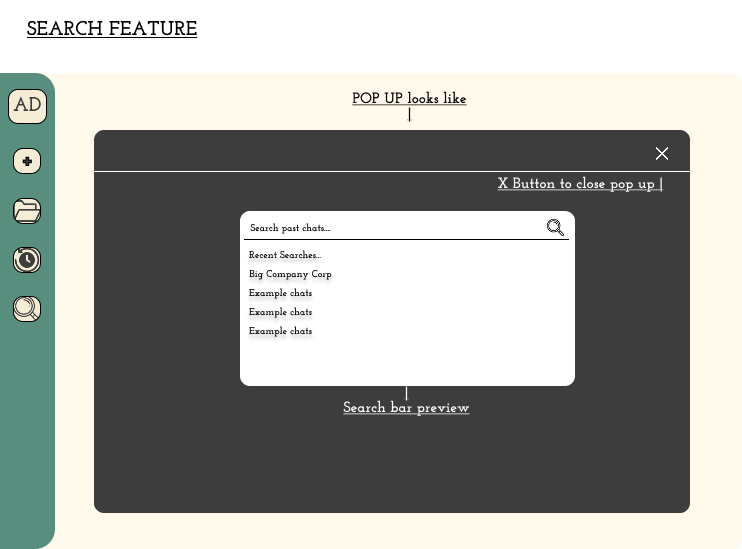 SEARCH FEATURE
AD
POP UP looks like
X Button to close pop up
Search past chats....
Recent Searches...
Big Company Corp
Example chats
Example chats
Example chats
Search bar preview